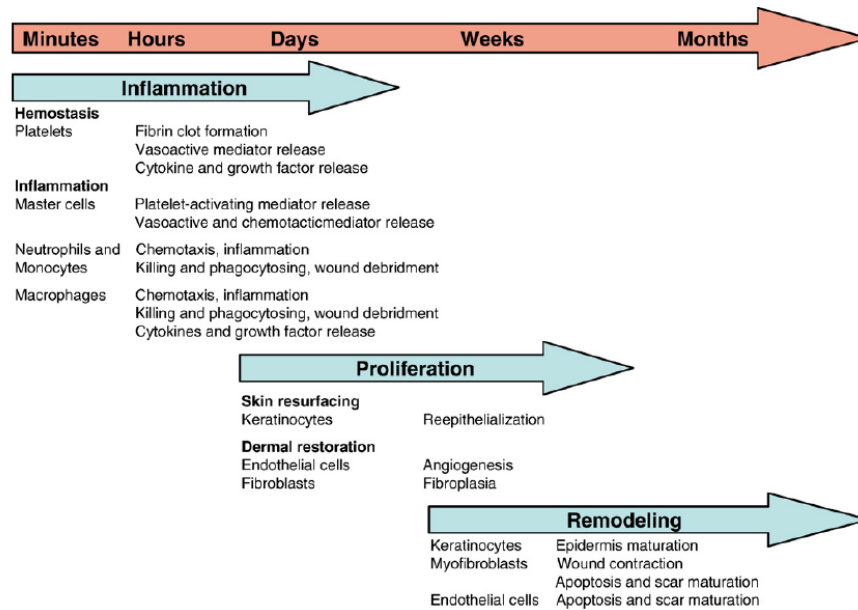 Minutes Hours Days Weeks Months
Inflammation
Hemostasis
Platelets Fibrin clot formation
Vasoactive mediator release
Cytokine and growth factor release
Inflammation
Master cells Platelet-activating mediator release
Vasoactive and chemotacticmediator release
Neutrophils and Chemotaxis, inflammation
Monocytes Killing and phagocytosing, wound debridment
Macrophages Chemotaxis, inflammation
Killing and phagocytosing, wound debridment
Cytokines and growth factor release
Proliferation
Skin resurfacing
Keratinocytes Reepithelialization
Dermal restoration
Endothelial cells Angiogenesis
Fibroblasts Fibroplasia
Remodeling
Keratinocytes Epidermis maturation
Myofibroblasts Wound contraction
Apoptosis and scar maturation
Endothelial cells Apoptosis and scar maturation